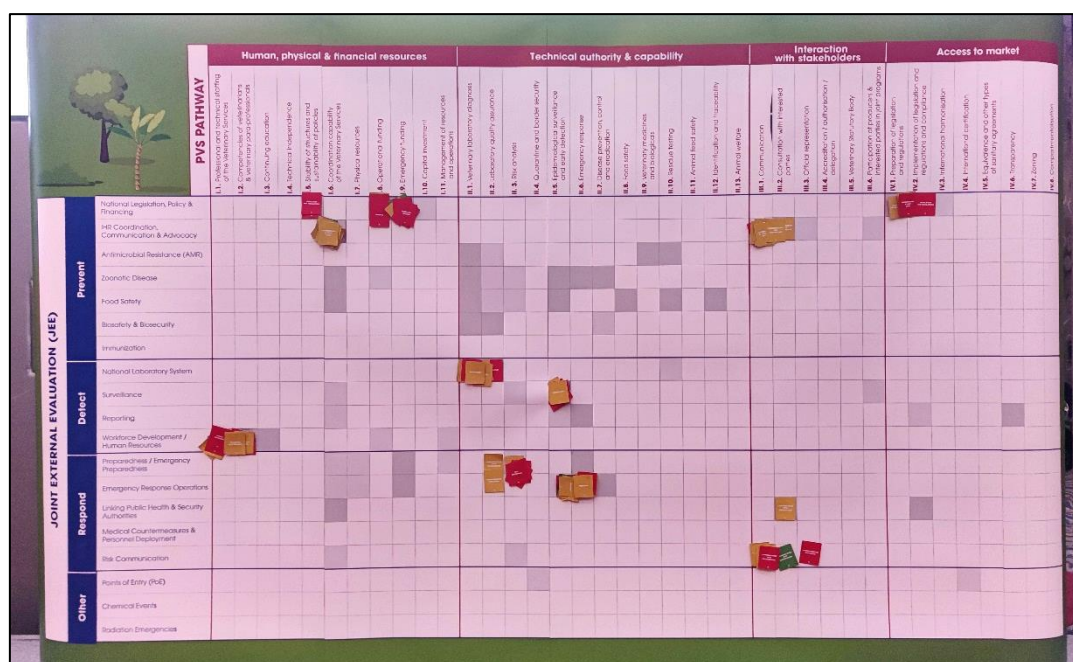 PVS PATHWAY
Human, physical & financial resources
Technical authority & capability
Interaction
with stakeholders
Access to market
I.1. Professional and technical staffing
of the Veterinary Services
I.2. Competencies of veterinarians
& veterinary para-professionals
I.3. Continuing education
I.4. Technical independence
I.5. Stability of structures and
sustainability of policies
I.6. Coordination capability
of the Veterinary Services
I.7. Physical resources
I.8. Operational funding
I.9. Emergency funding
I.10. Capital investment
I.11. Management of resources
and operations
II.1. Veterinary laboratory diagnosis
II.2. Laboratory quality assurance
II.3. Risk analysis
II.4. Quarantine and border security
II.5. Epidemiological surveillance
and early detection
II.6. Emergency response
II.7. Disease prevention, control
and eradication
II.8. Food safety
II.9. Veterinary medicines
and biologicals
II.10. Residue testing
II.11. Animal feed safety
II.12. Identification and traceability
II.13. Animal welfare
III.1. Communication
III.2. Consultation with interested
parties
III.3. Official representation
III.4. Accreditation / authorisation /
delegation
III.5. Veterinary Statutory Body
III.6. Participation of producers &
interested parties in joint programs
IV.1. Preparation of legislation
and regulations
IV.2. Implementation of legislation and
regulations and compliance
IV.3. International harmonisation
IV.4. International certification
IV.5. Equivalence and other types
of sanitary agreements
IV.6. Transparency
IV.7. Zoning
IV.8. Compartmentalisation
JOINT EXTERNAL EVALUATION (JEE)
Prevent
National Legislation, Policy &
Financing
Coordination,
Communication & Advocacy
Antimicrobial Resistance (AMR)
Zoonotic Disease
Food Safety
Biosafety & Biosecurity
Immunization
Detect
National Laboratory System
Surveillance
Reporting
Workforce Development /
Human Resources
Respond
Preparedness / Emergency
Preparedness
Emergency Response Operations
Linking Public Health & Security
Authorities
Medical Countermeasures &
Personnel Deployment
Risk Communication
Other
Points of Entry (PoE)
Chemical Events
Radiation Emergencies